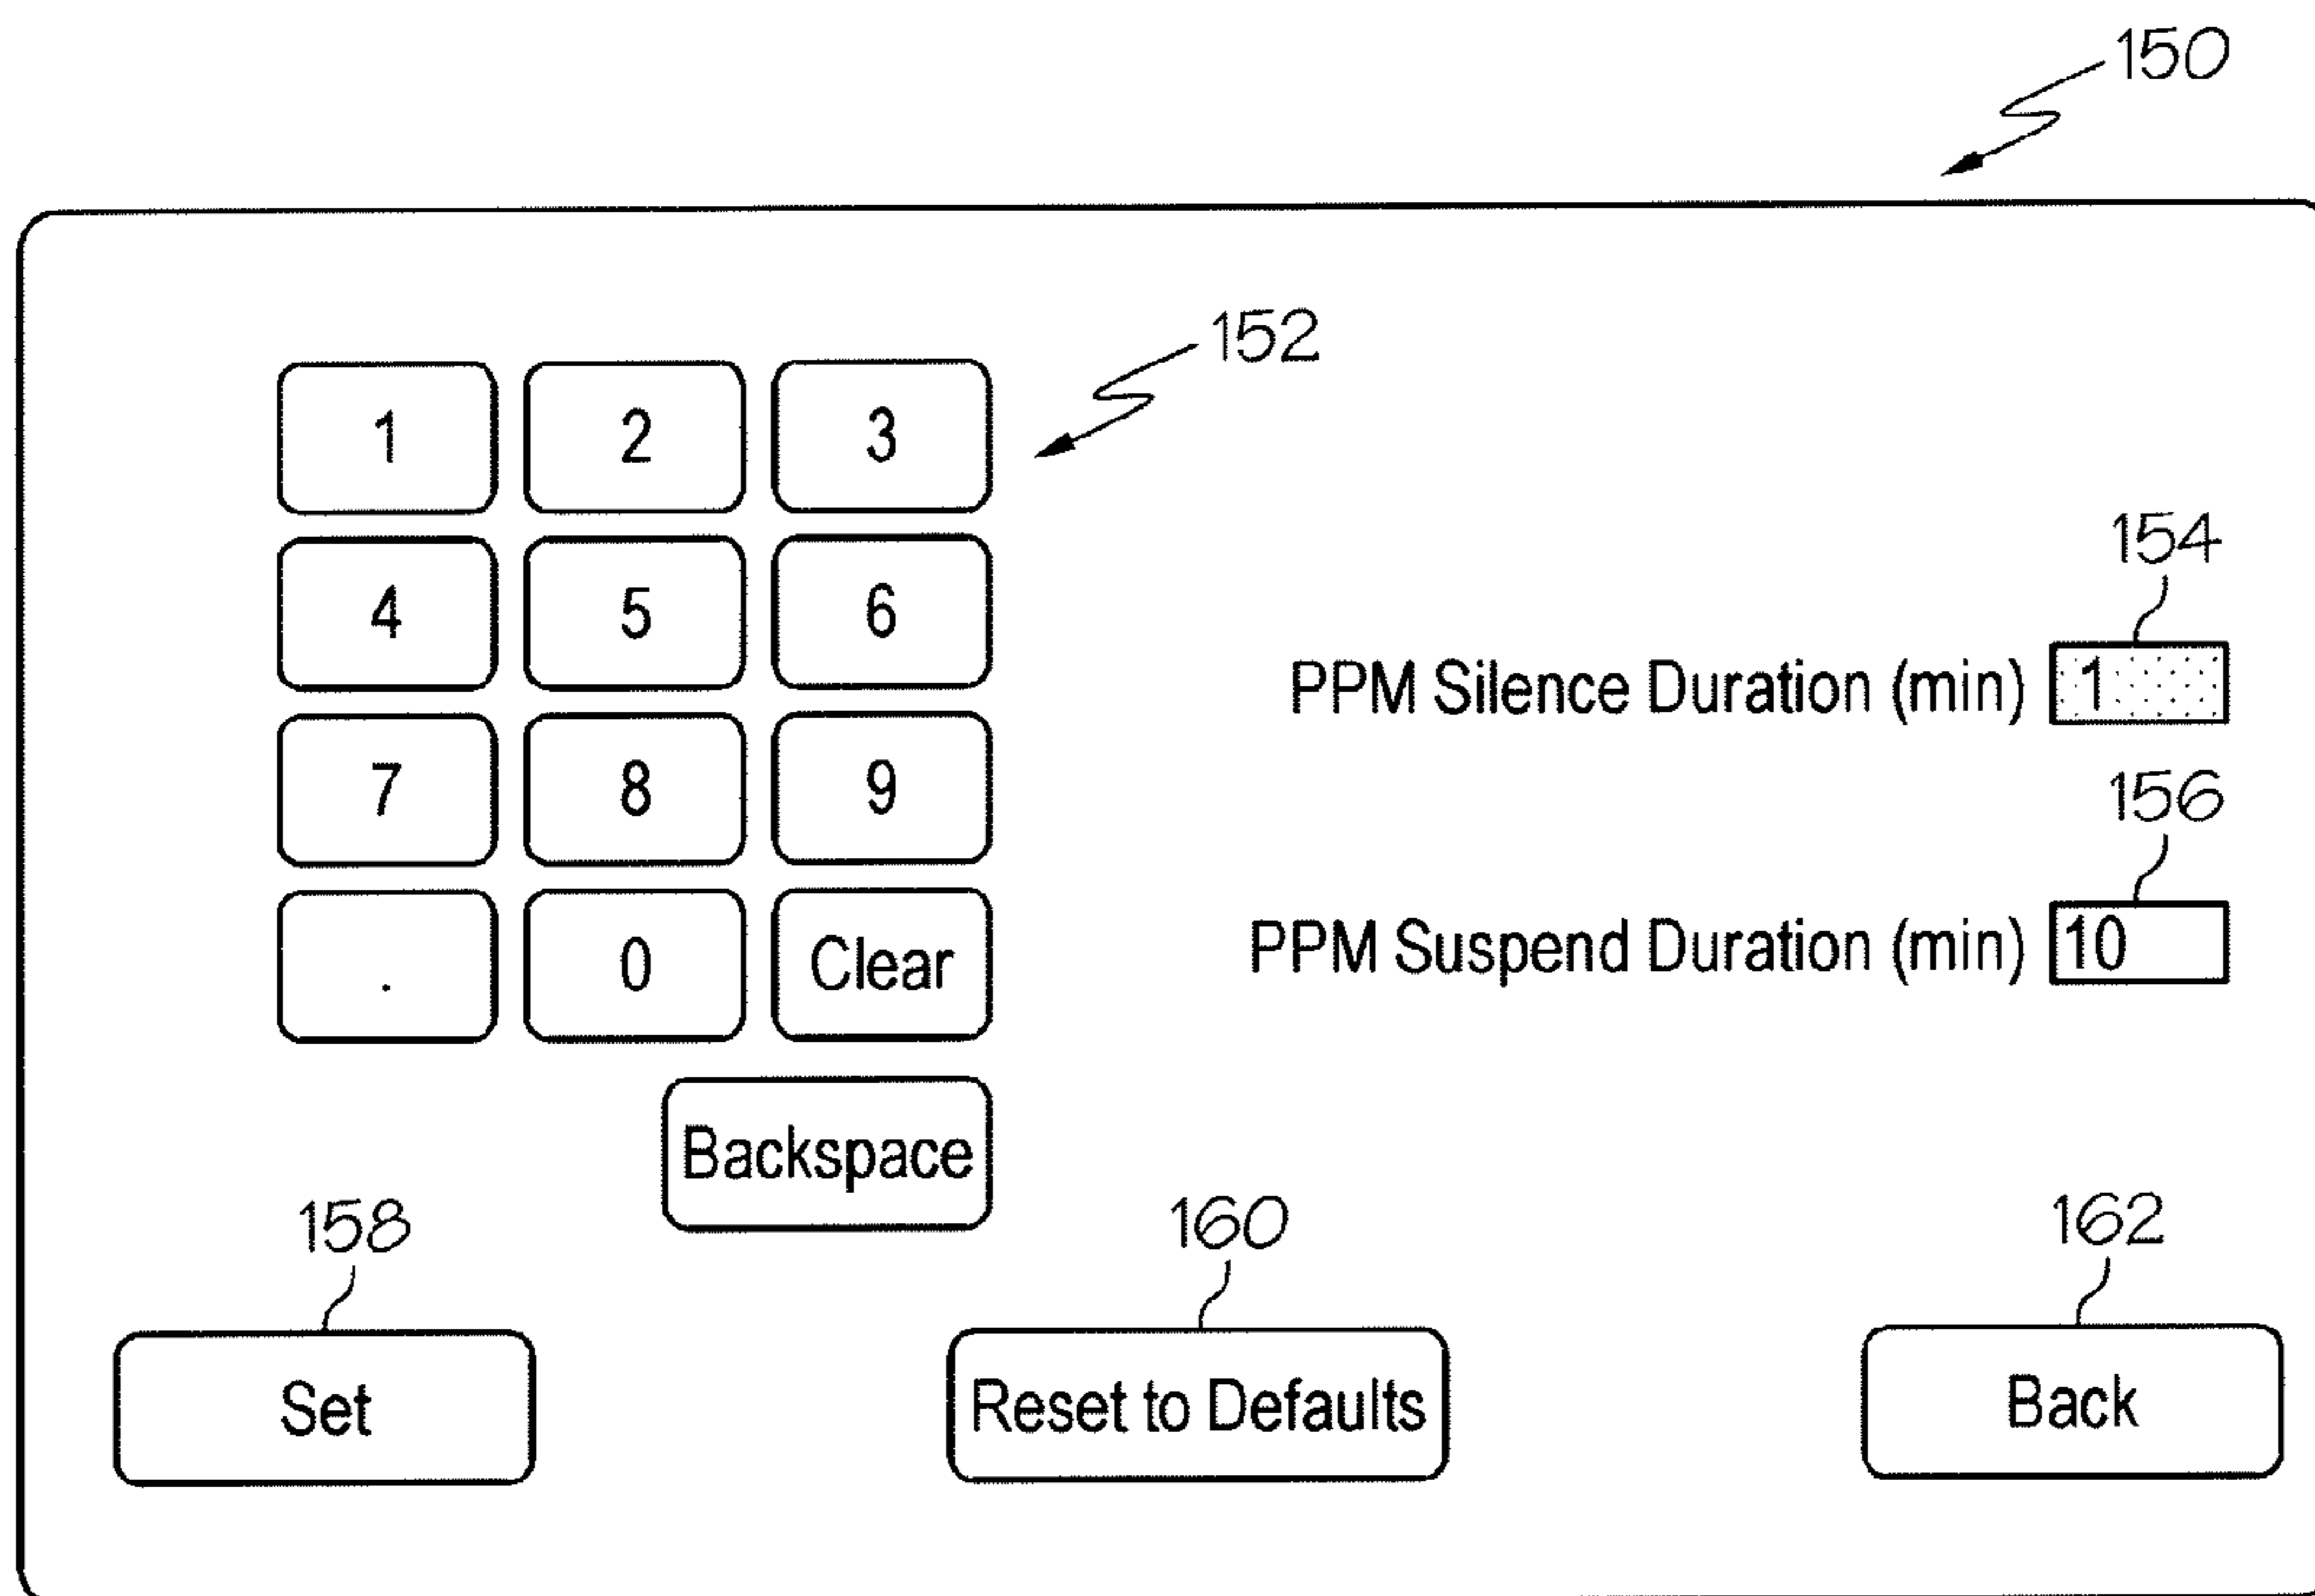 150
152
1 2 3
154
4 5 6
PPM Silence Duration (min) 1
7 8 9
156
. 0 Clear
PPM Suspend Duration (min) 10
Backspace
158 160 162
Set Reset to Defaults Back